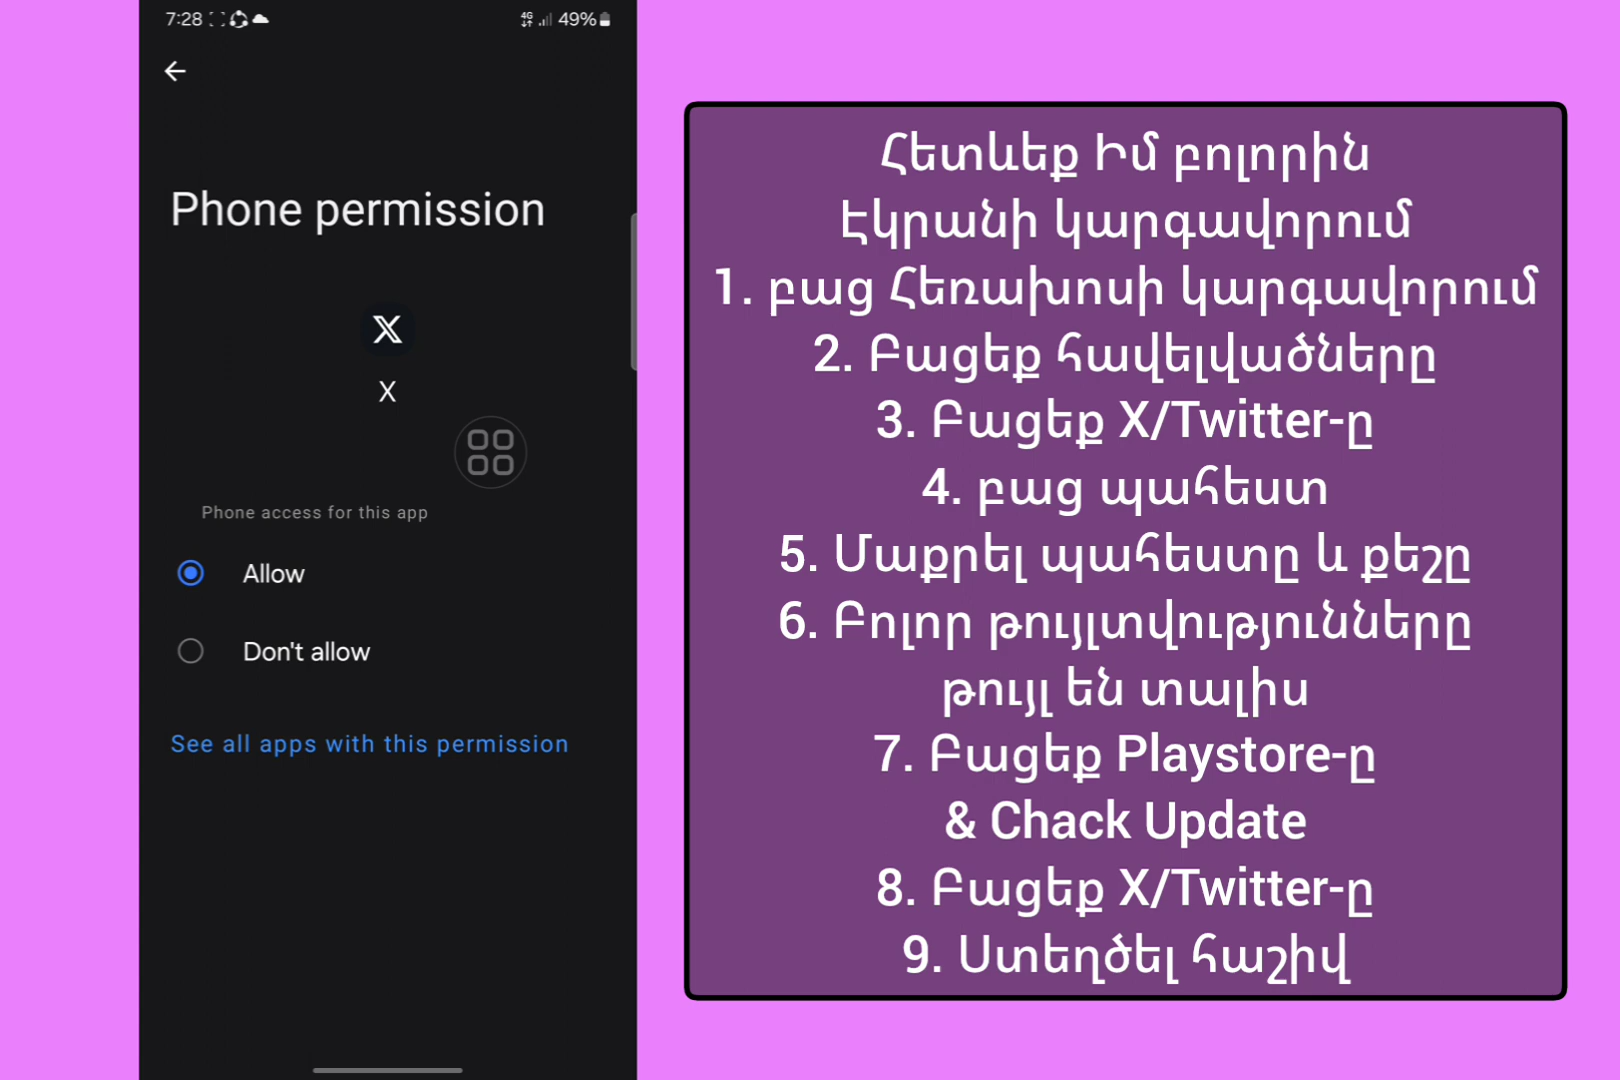 7:28
4G 49%
Phone permission
X
Phone access for this app
Allow
Don't allow
See all apps with this permission
Հետևեք Իմ բոլորին
Էկրանի կարգավորում
1. բաց Հեռախոսի կարգավորում
2. Բացեք հավելվածները
3. Բացեք X/Twitter-ը
4. բաց պահեստ
5. Մաքրել պահեստը և քեշը
6. Բոլոր թույլտվությունները
թույլ են տալիս
7. Բացեք Playstore-ը
& Chack Update
8. Բացեք X/Twitter-ը
9. Ստեղծել հաշիվ